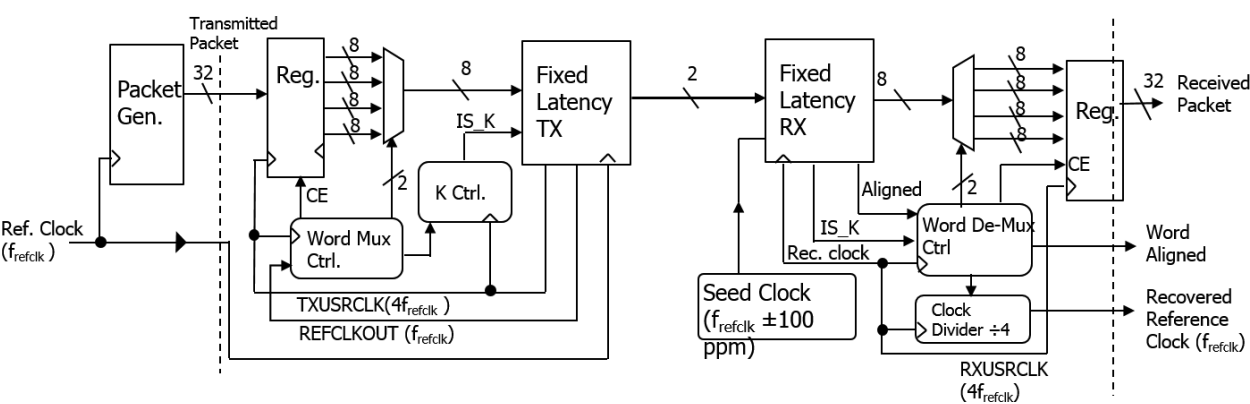 Transmitted
Packet
Packet
Gen.
32
Reg.
8
8
8
8
8
IS_K
Fixed
Latency
TX
2
CE
2
K Ctrl.
Word Mux
Ctrl.
Ref. Clock
(frefclk )
TXUSRCLK(4frefclk )
REFCLKOUT (frefclk)
Fixed
Latency
RX
8
8
8
8
8
Reg.
32
Received
Packet
CE
2
Aligned
IS_K
Rec. clock
Word De-Mux
Ctrl
Word
Aligned
Seed Clock
(frefclk ±100
ppm)
Clock
Divider ÷4
Recovered
Reference
Clock (frefclk)
RXUSRCLK
(4frefclk)